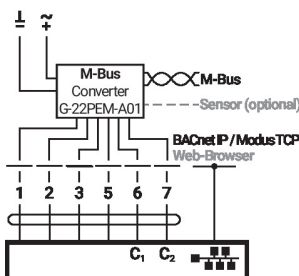 M-Bus
Converter
G-22PEM-A01
M-Bus
Sensor (optional)
BACnet IP / Modus TCP
Web-Browser
1 2 3 5 6 7
C₁ C₂